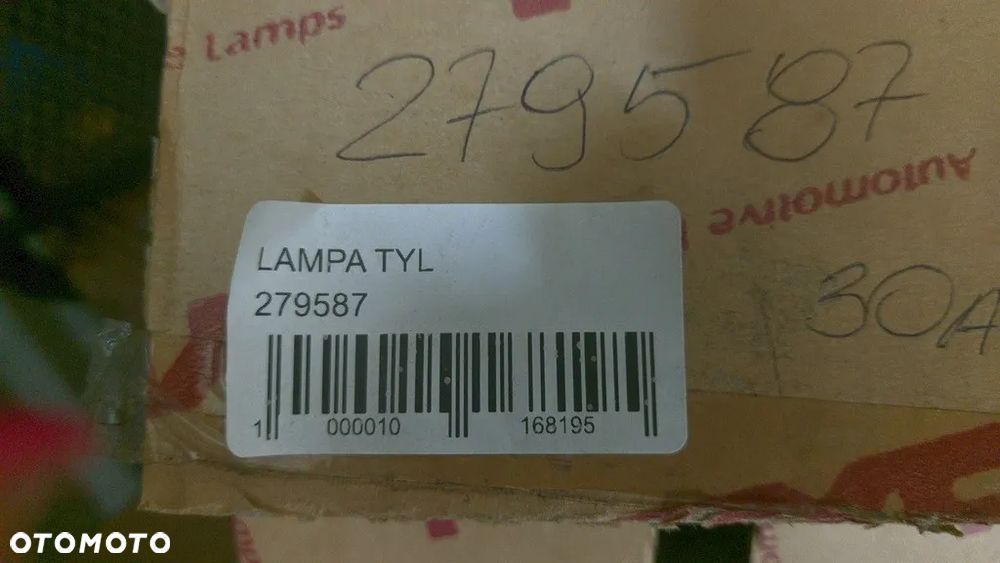 Lamps
279587
Automotive
30A
LAMPA TYL
279587
1 000010 168195
OTOMOTO